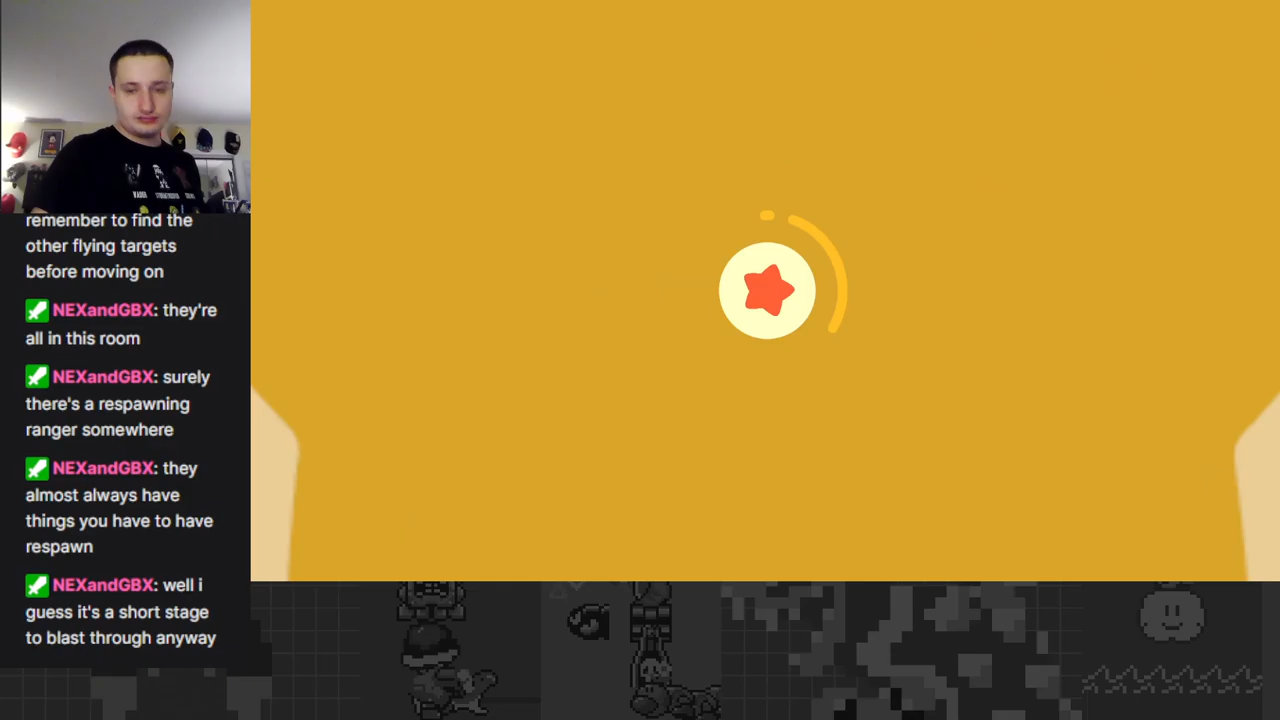 remember to find the
other flying targets
before moving on
NEXandGBX: they're
all in this room
NEXandGBX: surely
there's a respawning
ranger somewhere
NEXandGBX: they
almost always have
things you have to have
respawn
NEXandGBX: well i
guess it's a short stage
to blast through anyway